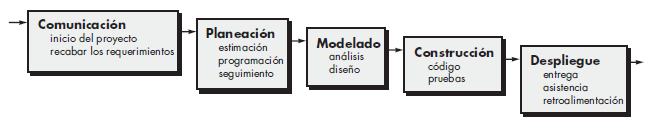 Comunicación
inicio del proyecto
recabar los requerimientos
Planeación
estimación
programación
seguimiento
Modelado
análisis
diseño
Construcción
código
pruebas
Despliegue
entrega
asistencia
retroalimentación